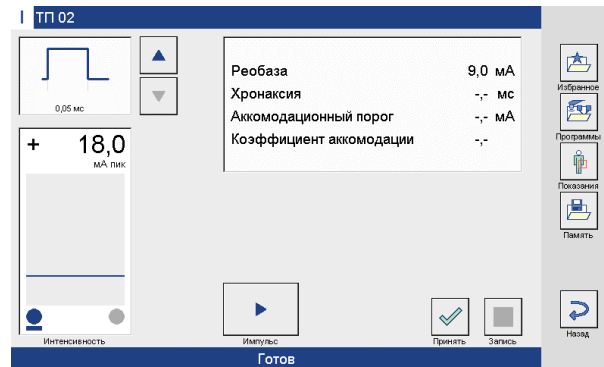 ТП 02
0,05 мс
+ 18,0
мА пик
Интенсивность
Реобаза 9,0 мА
Хронаксия -,- мс
Аккомодационный порог -,- мА
Коэффициент аккомодации -,-
Импульс
Принять
Запись
Готов
Избранное
Программы
Показания
Память
Назад